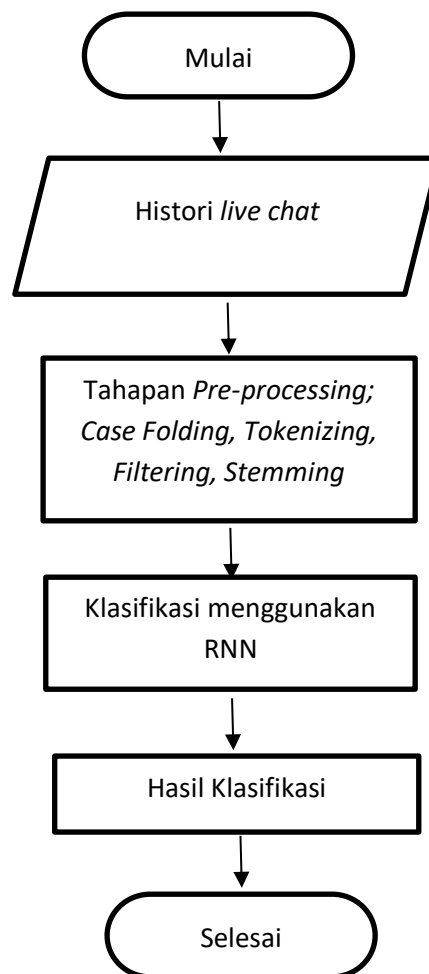 Mulai
Histori live chat
Tahapan Pre-processing;
Case Folding, Tokenizing,
Filtering, Stemming
Klasifikasi menggunakan
RNN
Hasil Klasifikasi
Selesai